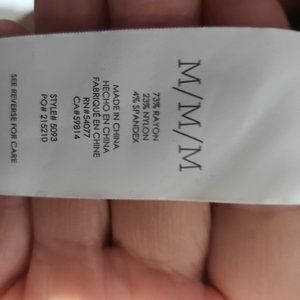 M/M/M
73% RAYON
23% NYLON
4% SPANDEX
MADE IN CHINA
HECHO EN CHINA
FABRIQUÉ EN CHINE
RN#54077
CA#59814
STYLE# 5093
PO# 215210
SEE REVERSE FOR CARE